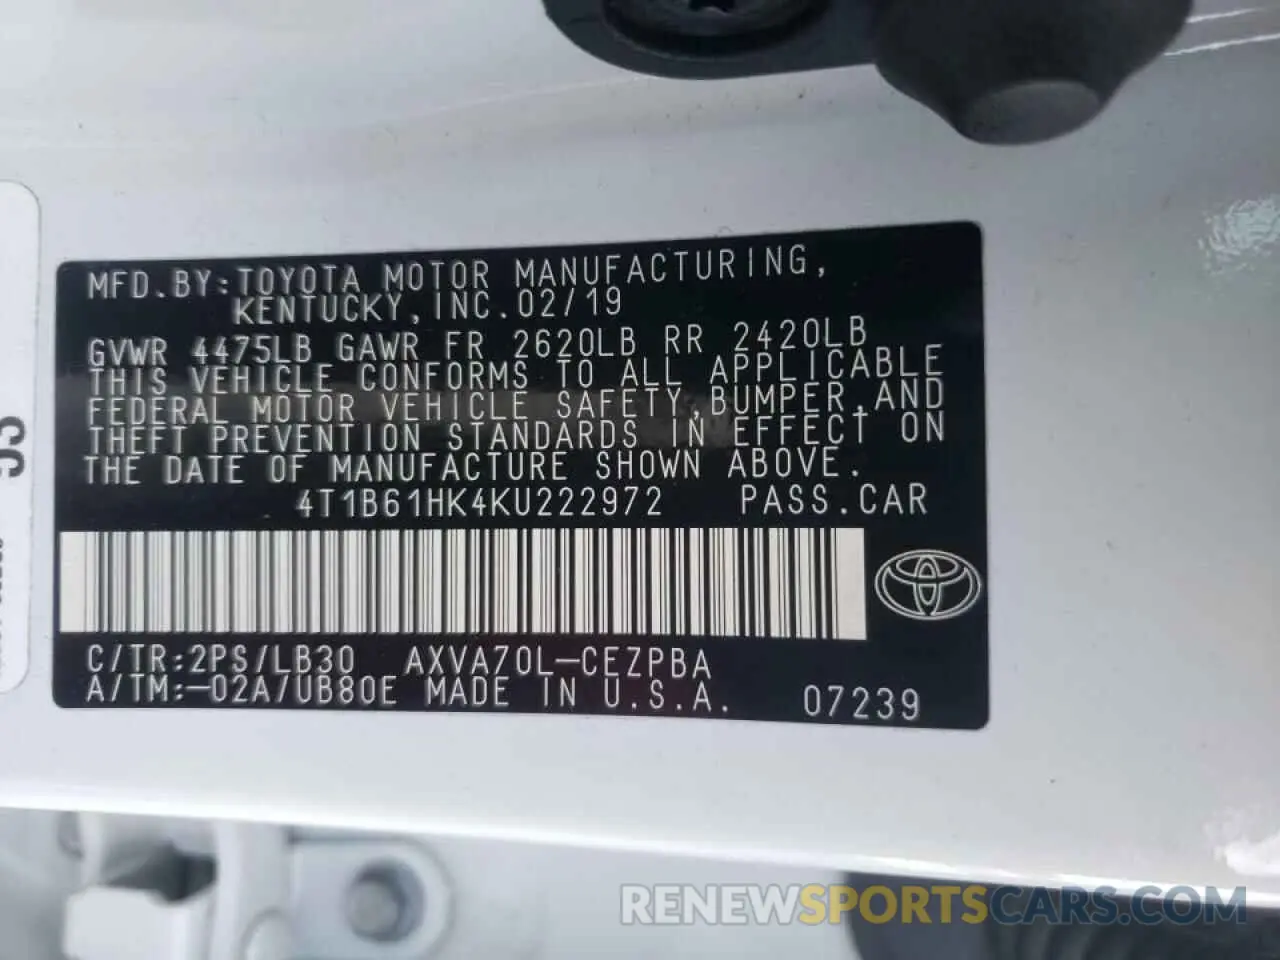 MFD.BY:TOYOTA MOTOR MANUFACTURING,
KENTUCKY,INC.02/19
GVWR 4475LB GAWR FR 2620LB RR 2420LB
THIS VEHICLE CONFORMS TO ALL APPLICABLE
FEDERAL MOTOR VEHICLE SAFETY,BUMPER,AND
THEFT PREVENTION STANDARDS IN EFFECT ON
THE DATE OF MANUFACTURE SHOWN ABOVE.
4T1B61HK4KU222972 PASS.CAR
C/TR:2PS/LB30 AXVA70L-CEZPBA
A/TM:-02A/UB80E MADE IN U.S.A. 07239
RENEWSPORTSCARS.COM